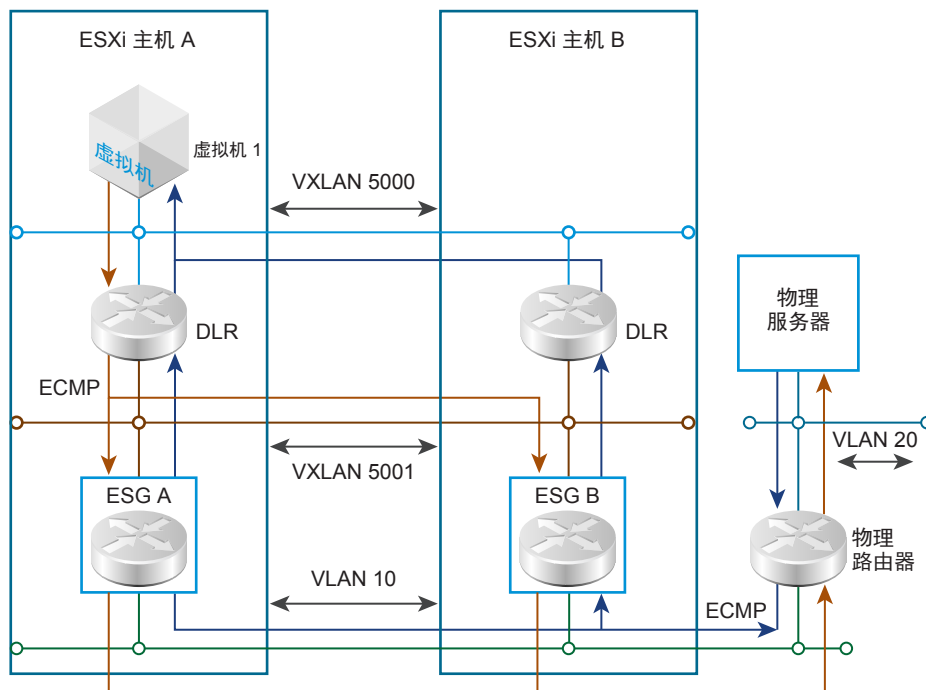 ESXi 主机 A
ESXi 主机 B
虚拟机
虚拟机 1
VXLAN 5000
物理
服务器
DLR
DLR
ECMP
VLAN 20
VXLAN 5001
ESG A
ESG B
物理
路由器
VLAN 10
ECMP